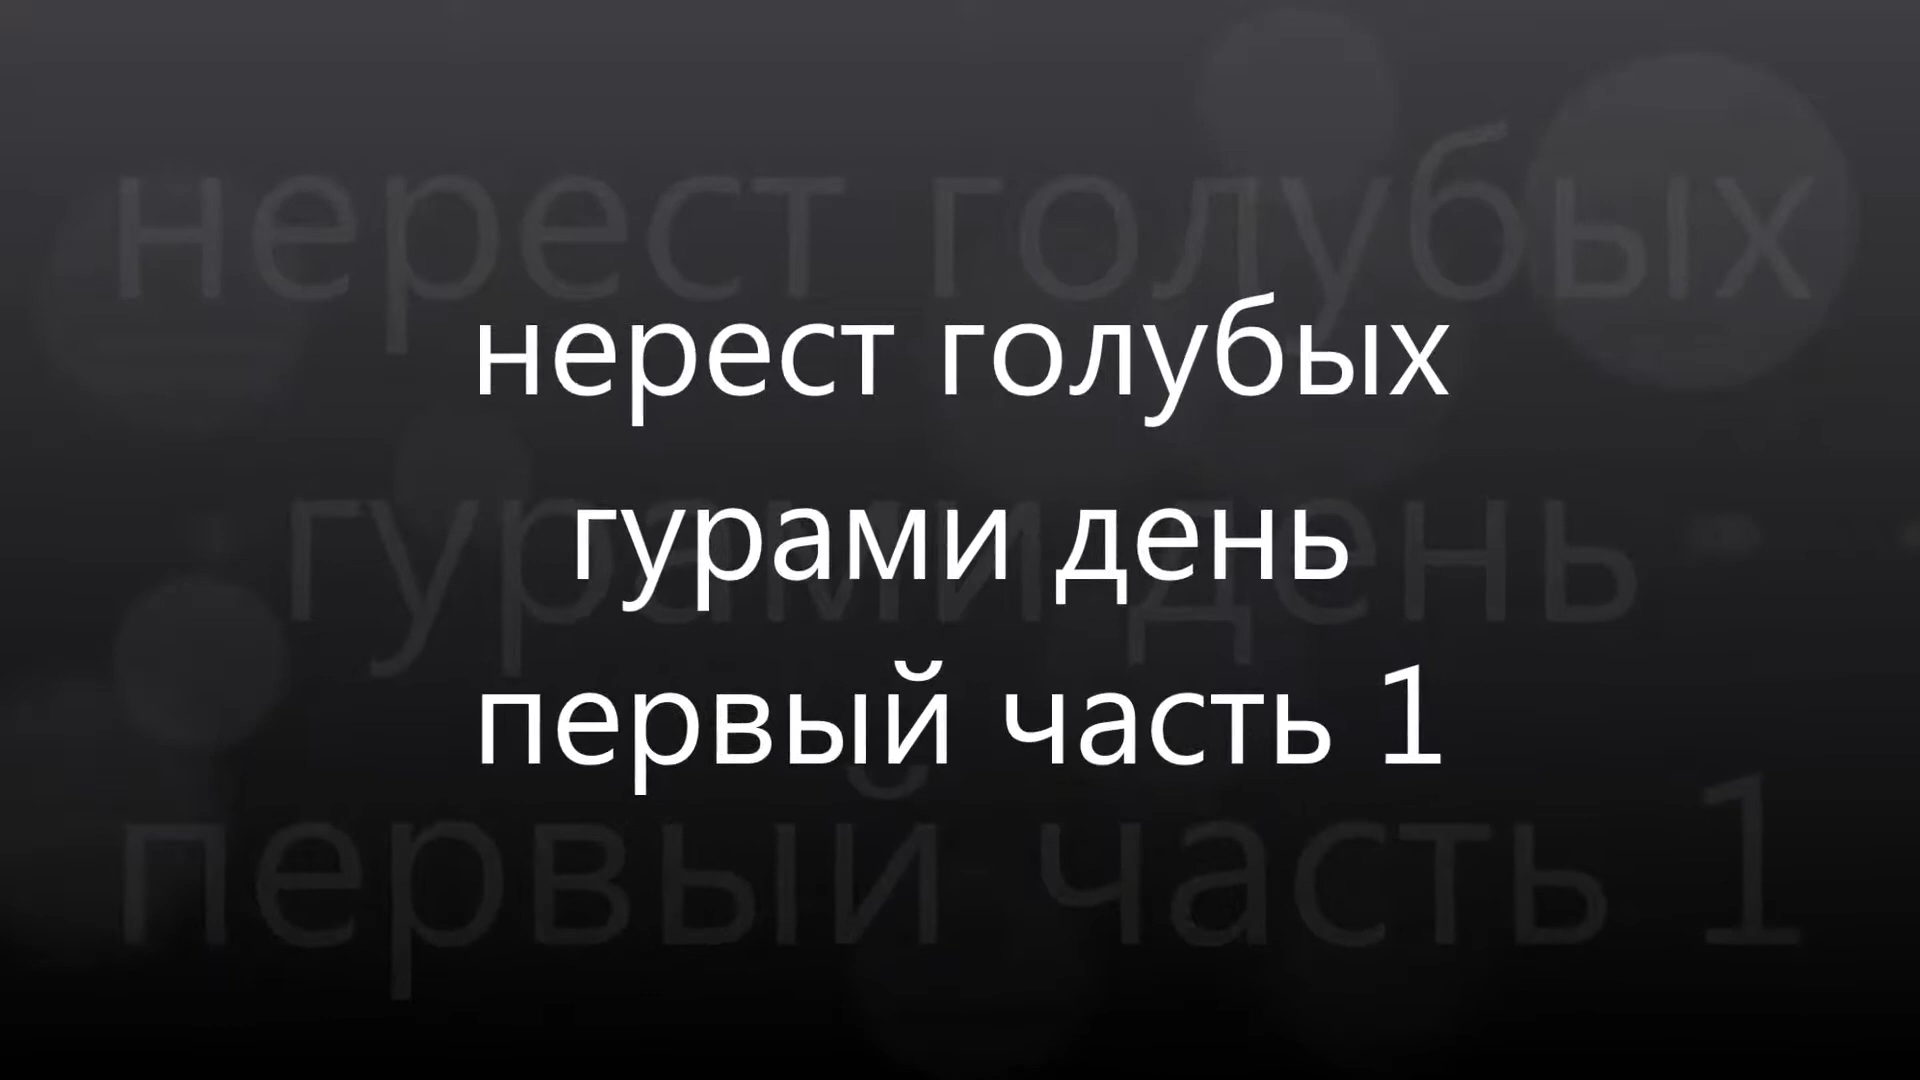 нерест голубых
гурами день
первый часть 1